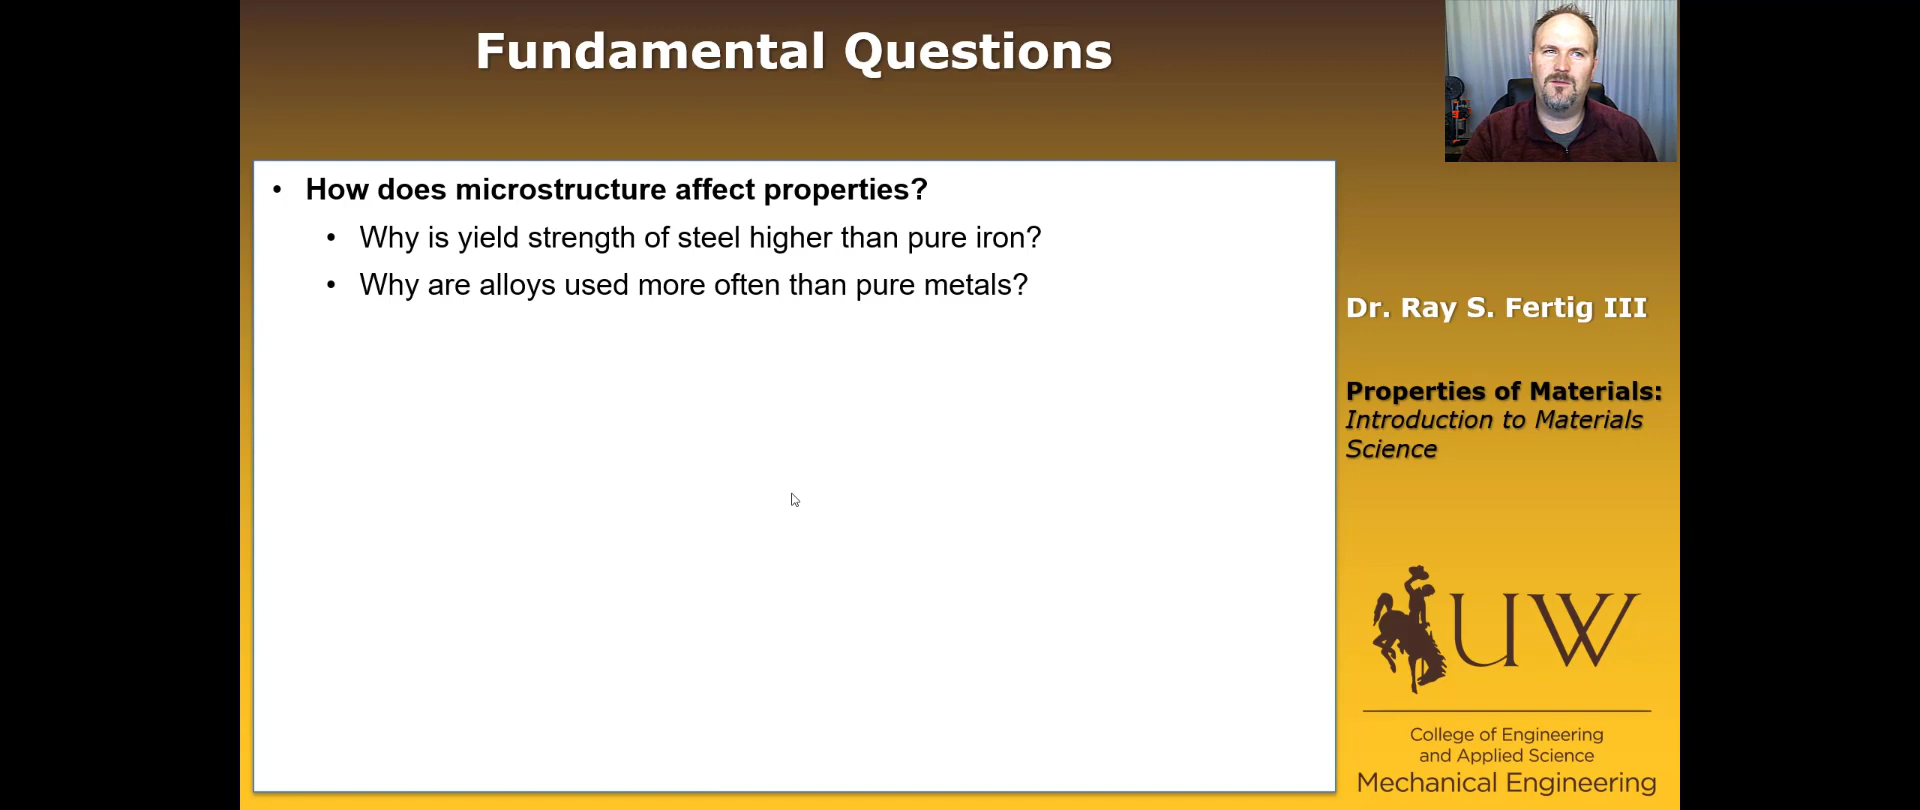 Fundamental Questions
• How does microstructure affect properties?
• Why is yield strength of steel higher than pure iron?
• Why are alloys used more often than pure metals?
Dr. Ray S. Fertig III
Properties of Materials:
Introduction to Materials
Science
UW
College of Engineering
and Applied Science
Mechanical Engineering